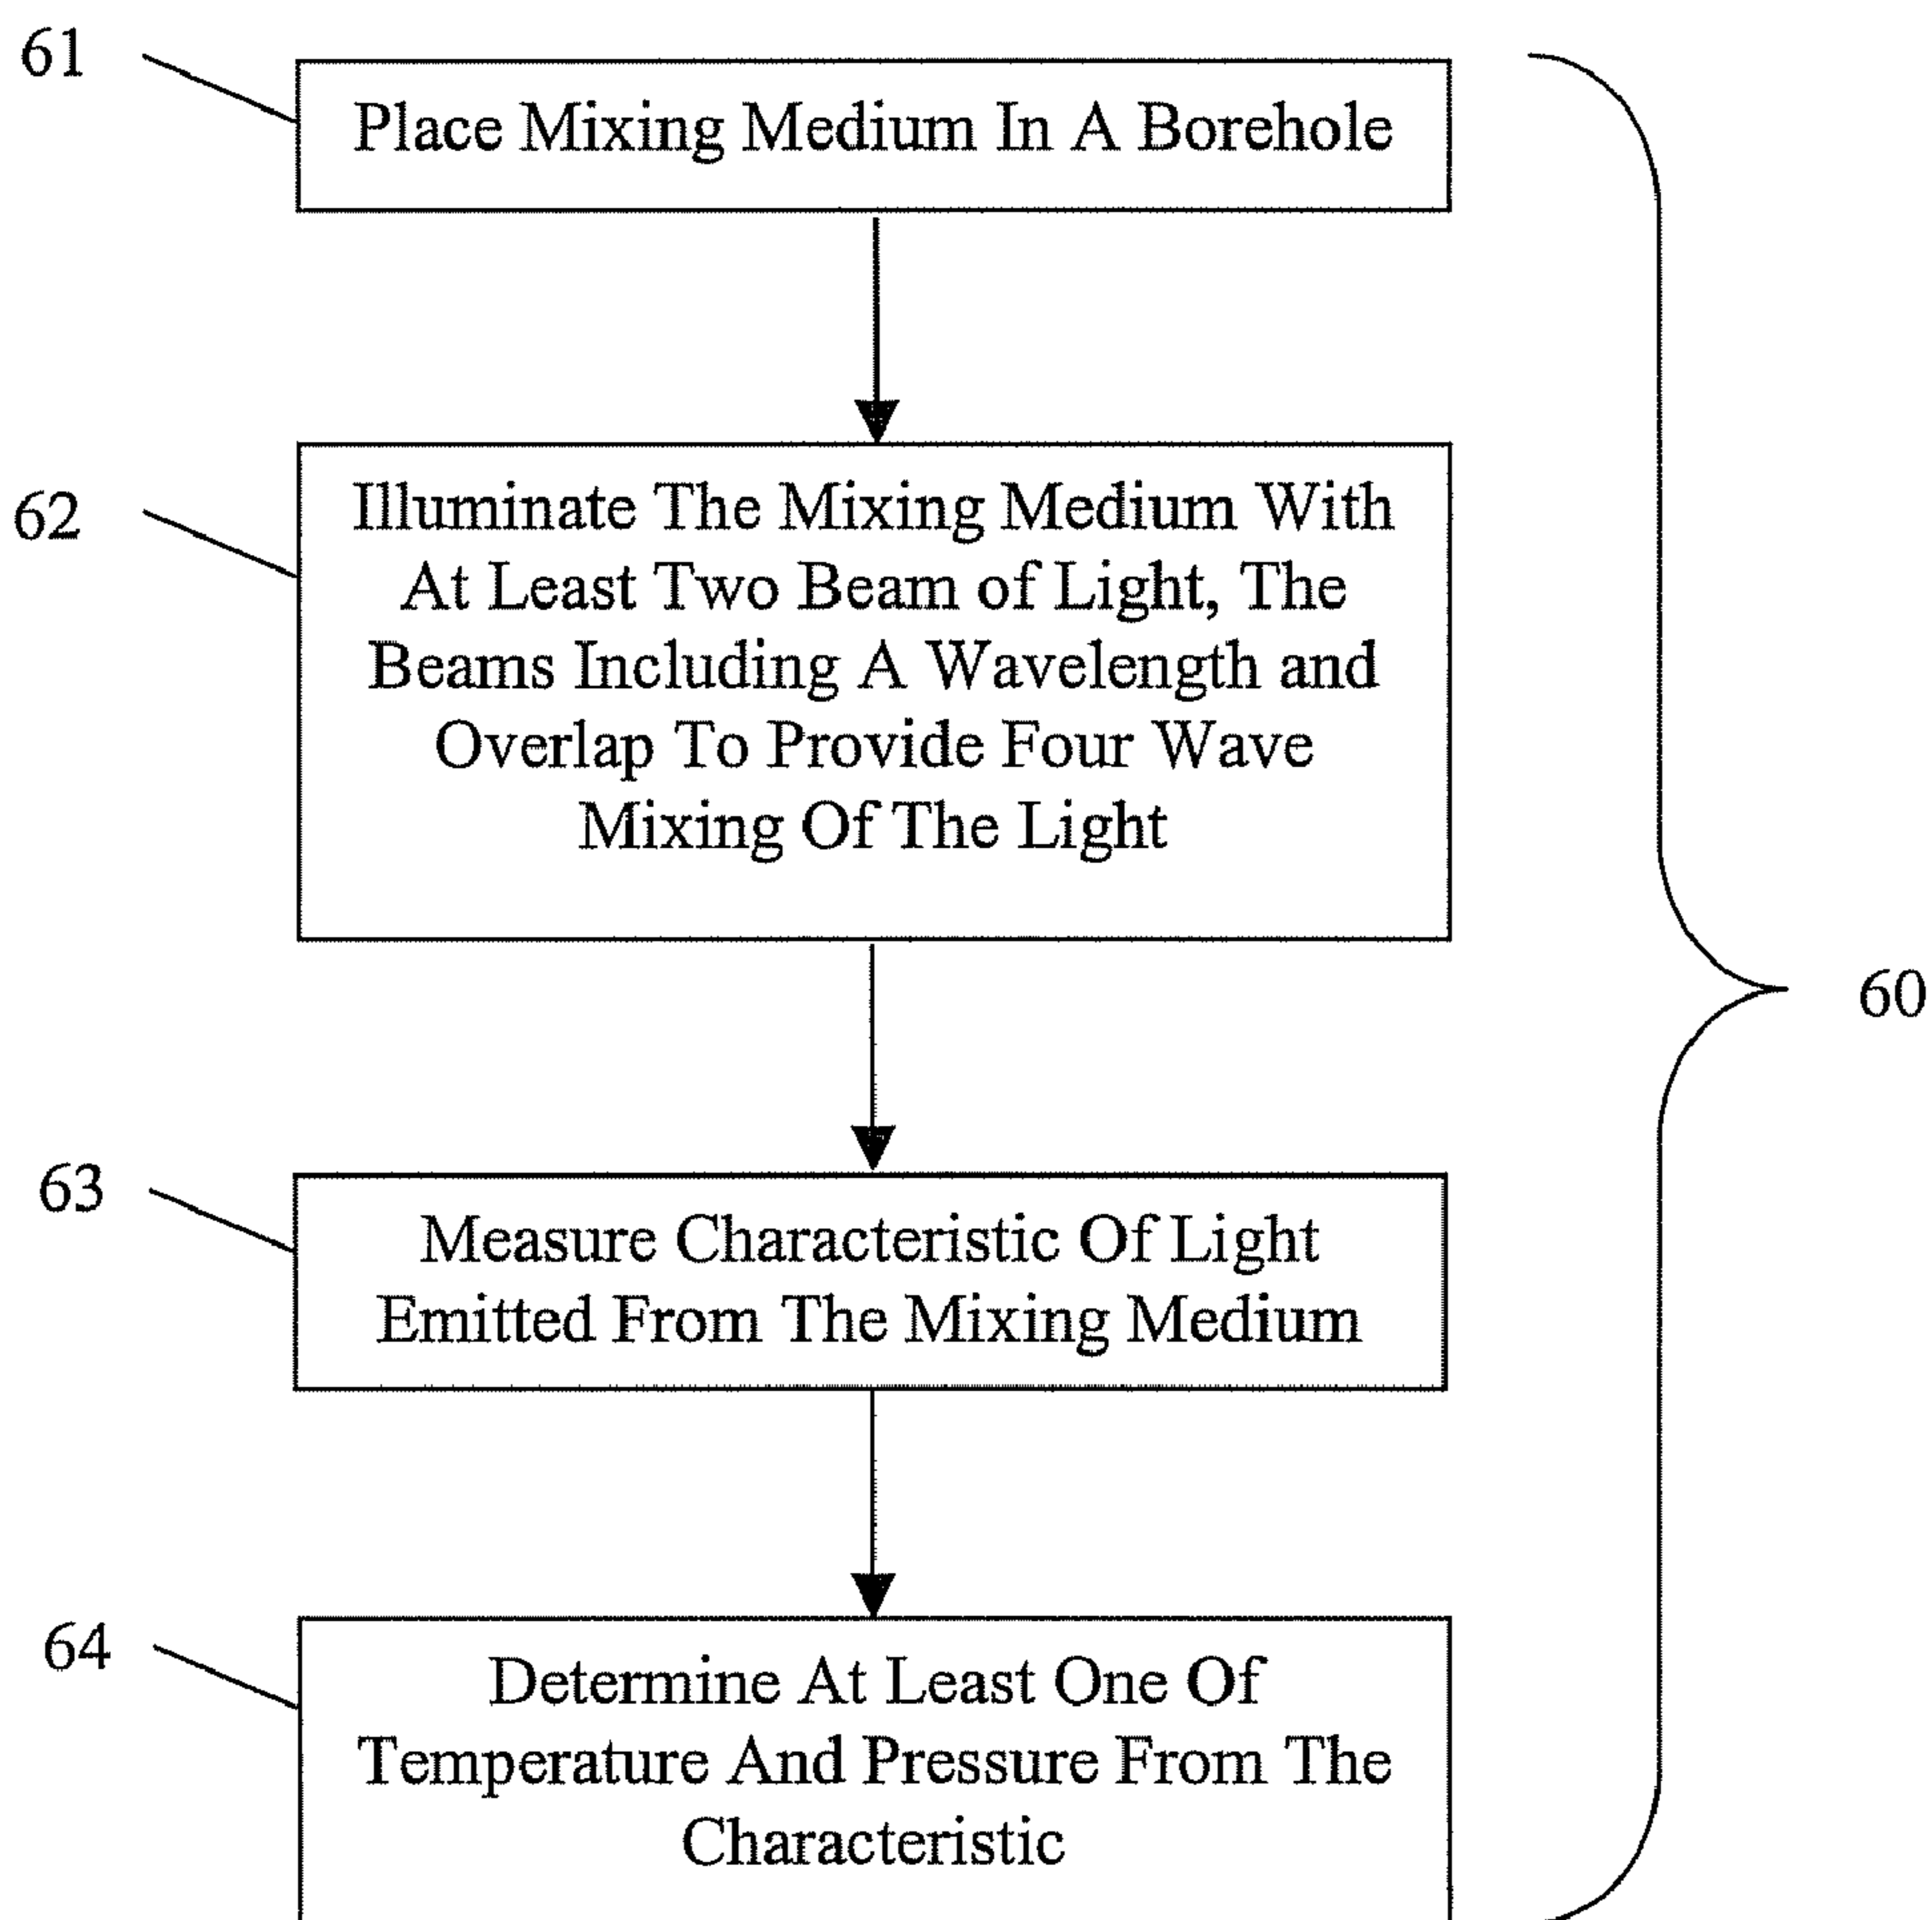 61
Place Mixing Medium In A Borehole
62
Illuminate The Mixing Medium With
At Least Two Beam of Light, The
Beams Including A Wavelength and
Overlap To Provide Four Wave
Mixing Of The Light
60
63
Measure Characteristic Of Light
Emitted From The Mixing Medium
64
Determine At Least One Of
Temperature And Pressure From The
Characteristic